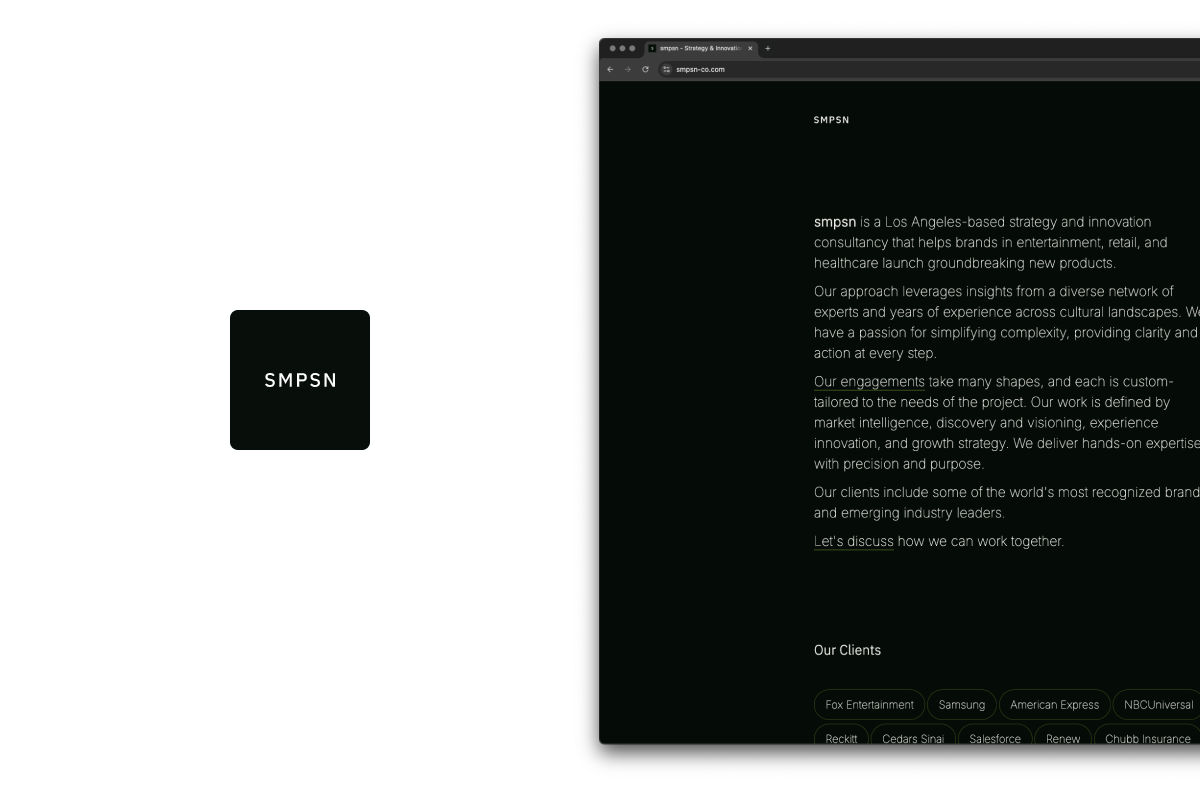 SMPSN
smpsn – Strategy & Innovatio
smpsn-co.com
SMPSN
smpsn is a Los Angeles-based strategy and innovation
consultancy that helps brands in entertainment, retail, and
healthcare launch groundbreaking new products.
Our approach leverages insights from a diverse network of
experts and years of experience across cultural landscapes. We
have a passion for simplifying complexity, providing clarity and
action at every step.
Our engagements take many shapes, and each is custom-
tailored to the needs of the project. Our work is defined by
market intelligence, discovery and visioning, experience
innovation, and growth strategy. We deliver hands-on expertise
with precision and purpose.
Our clients include some of the world's most recognized brand
and emerging industry leaders.
Let's discuss how we can work together.
Our Clients
Fox Entertainment Samsung American Express NBCUniversal
Reckitt Cedars Sinai Salesforce Renew Chubb Insurance